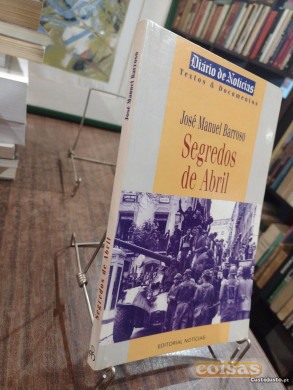 Diário de Notícias
Textos & Documentos
José Manuel Barroso
Segredos
de Abril
EDITORIAL NOTÍCIAS
José Manuel Barroso
Segredos de Abril
coisas